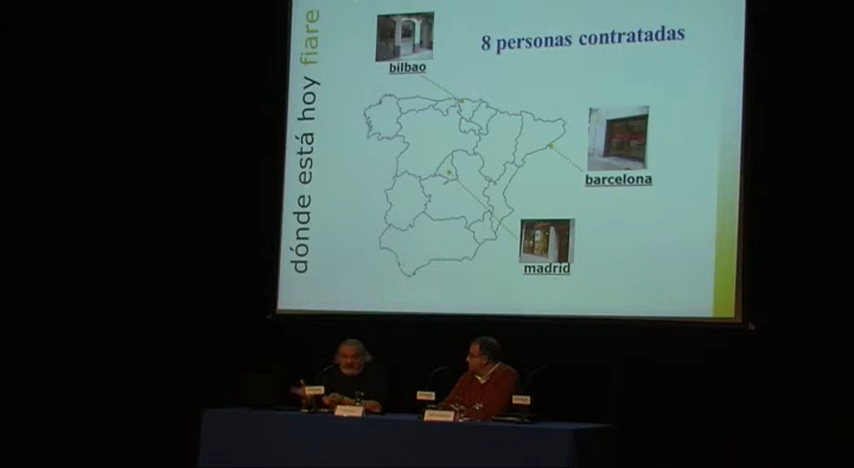 dónde está hoy fiare
8 personas contratadas
bilbao
barcelona
madrid